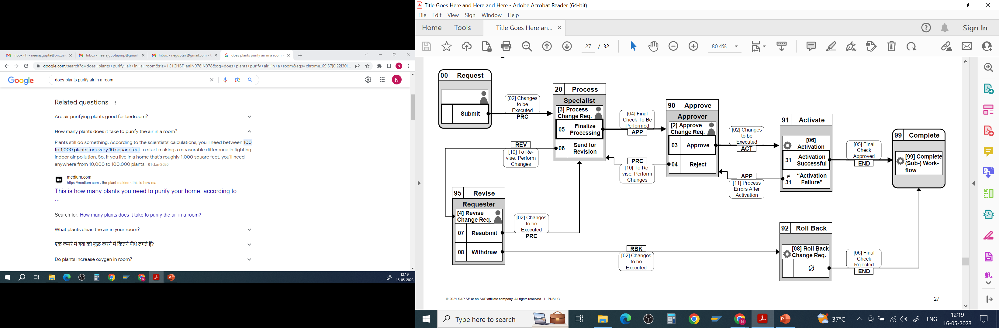 Inbox (1) - neeraj.gupta@prozia.
Inbox - neerajguptapmp@gmail.
Inbox - negupta7@gmail.com -
does plants purify air in a room
google.com/search?q=does+plants+purify+air+in+a+room&rlz=1C1CHBF_enIN978IN978&oq=does+plants+purify+air+in+a+room&aqs=chrome..69i57j0i22i30j...
N
Google
does plants purify air in a room
N
Related questions
Are air purifying plants good for bedroom?
How many plants does it take to purify the air in a room?
Plants still do something. According to the scientists' calculations, you'll need between 100
to 1,000 plants for every 10 square feet to start making a measurable difference in fighting
indoor air pollution. So, if you live in a home that's roughly 1,000 square feet, you'll need
anywhere from 10,000 to 100,000 plants. 01-Jan-2020
medium.com
https://medium.com › the-plant-maiden › this-is-how-ma...
This is how many plants you need to purify your home, according to
...
Search for: How many plants does it take to purify the air in a room?
What plants clean the air in your room?
एक कमरे में हवा को शुद्ध करने में कितने पौधे लगते हैं?
Do plants increase oxygen in room?
12:19
16-05-2023
Title Goes Here and Here and Here - Adobe Acrobat Reader (64-bit)
File Edit View Sign Window Help
Home Tools Title Goes Here an... × Sign In
27 / 32 80.4%
00 Request
Submit
[02] Changes
to be
Executed
PRC
20 Process
Specialist
[3] Process
Change Req.
05 Finalize
Processing
06 Send for
Revision
[04] Final
Check To Be
Performed
APP
90 Approve
Approver
[2] Approve
Change Req.
03 Approve
04 Reject
[02] Changes
to be
Executed
ACT
91 Activate
[06]
Activation
31 Activation
Successful
≠
31 “Activation
Failure”
[05] Final
Check
Approved
END
99 Complete
[99] Complete
(Sub-) Work-
flow
REV
[10] To Re-
vise: Perform
Changes
PRC
[10] To Re-
vise: Perform
Changes
APP
[11] Process
Errors After
Activation
95 Revise
Requester
[4] Revise
Change Req.
07 Resubmit
08 Withdraw
[02] Changes
to be
Executed
PRC
RBK
[02] Changes
to be
Executed
92 Roll Back
[08] Roll Back
Change Req.
Ø
[06] Final
Check
Rejected
END
© 2021 SAP SE or an SAP affiliate company. All rights reserved. | PUBLIC
27
Type here to search
37°C
ENG
12:19
16-05-2023